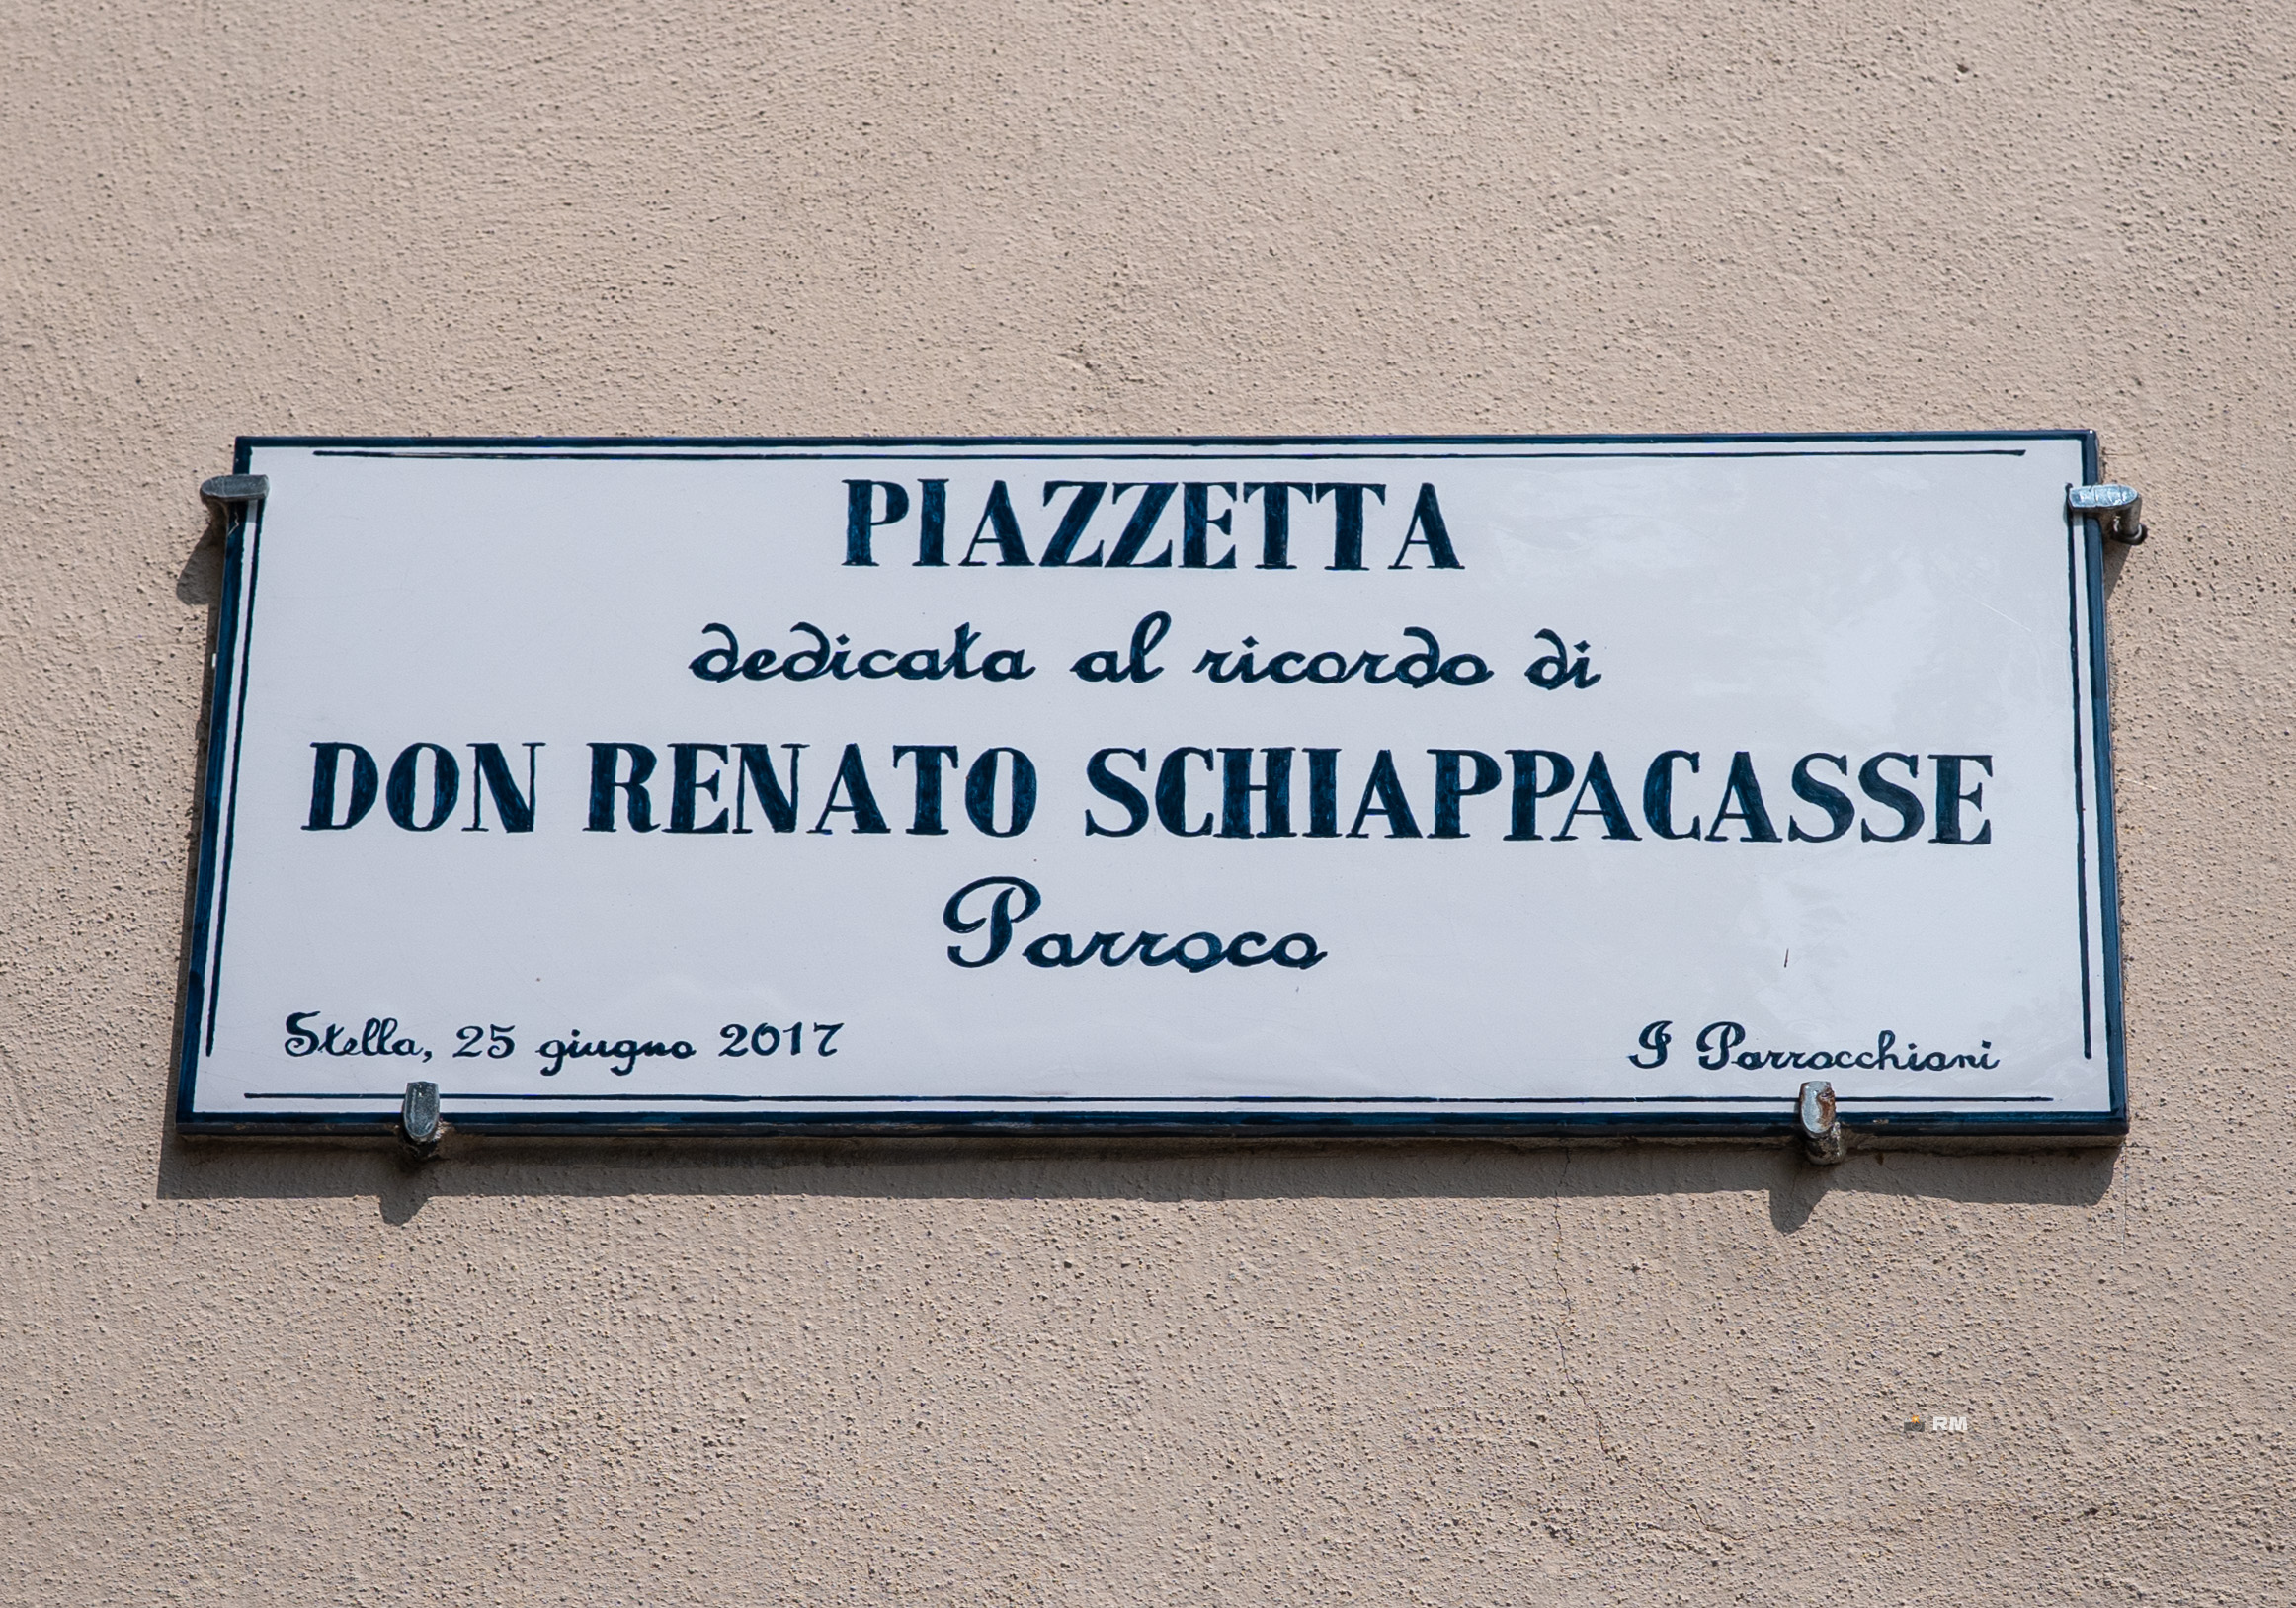 PIAZZETTA
dedicata al ricordo di
DON RENATO SCHIAPPACASSE
Parroco
Stella, 25 giugno 2017
I Parrocchiani
RM